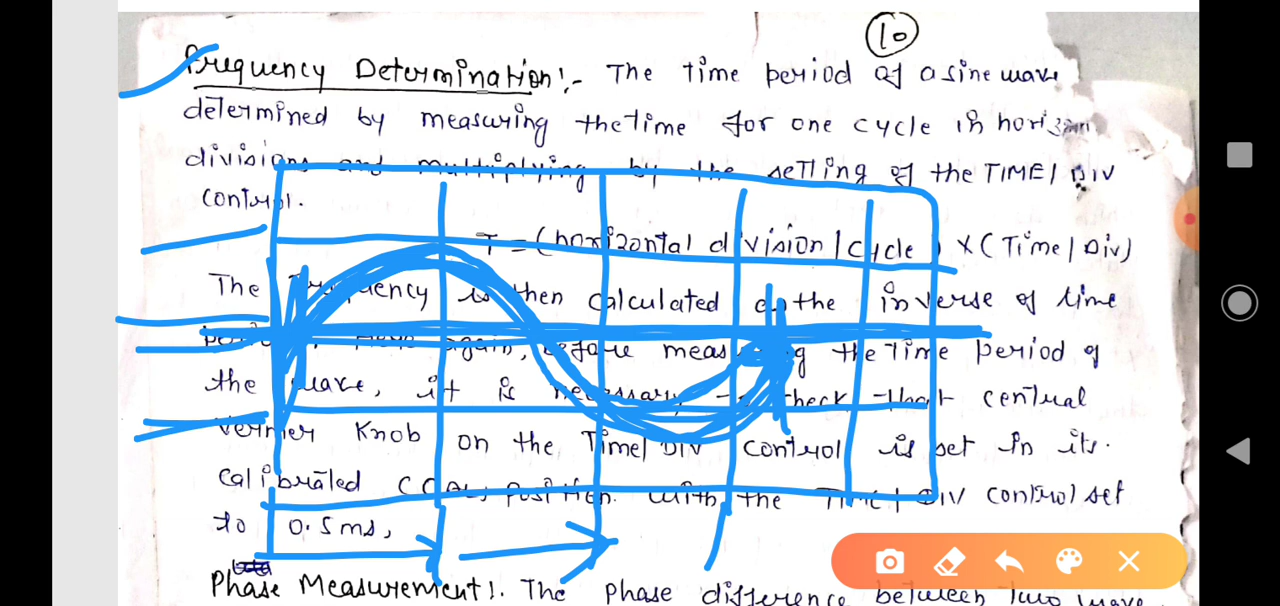 10
Frequency Determination:- The time period of a sine wave
determined by measuring the time for one cycle in horizon
divisions and multiplying by the setting of the TIME/DIV
control.
T = (horizontal division/cycle) × (Time/Div)
The Frequency is then calculated as the inverse of time
again, before measuring the time period of
the wave, it is necessary to check that central
vernier Knob on the Time/DIV control is set in its
calibrated (CAL) position. with the TIME/DIV control set
to 0.5ms,
Phase Measurement:. The phase difference between two wave